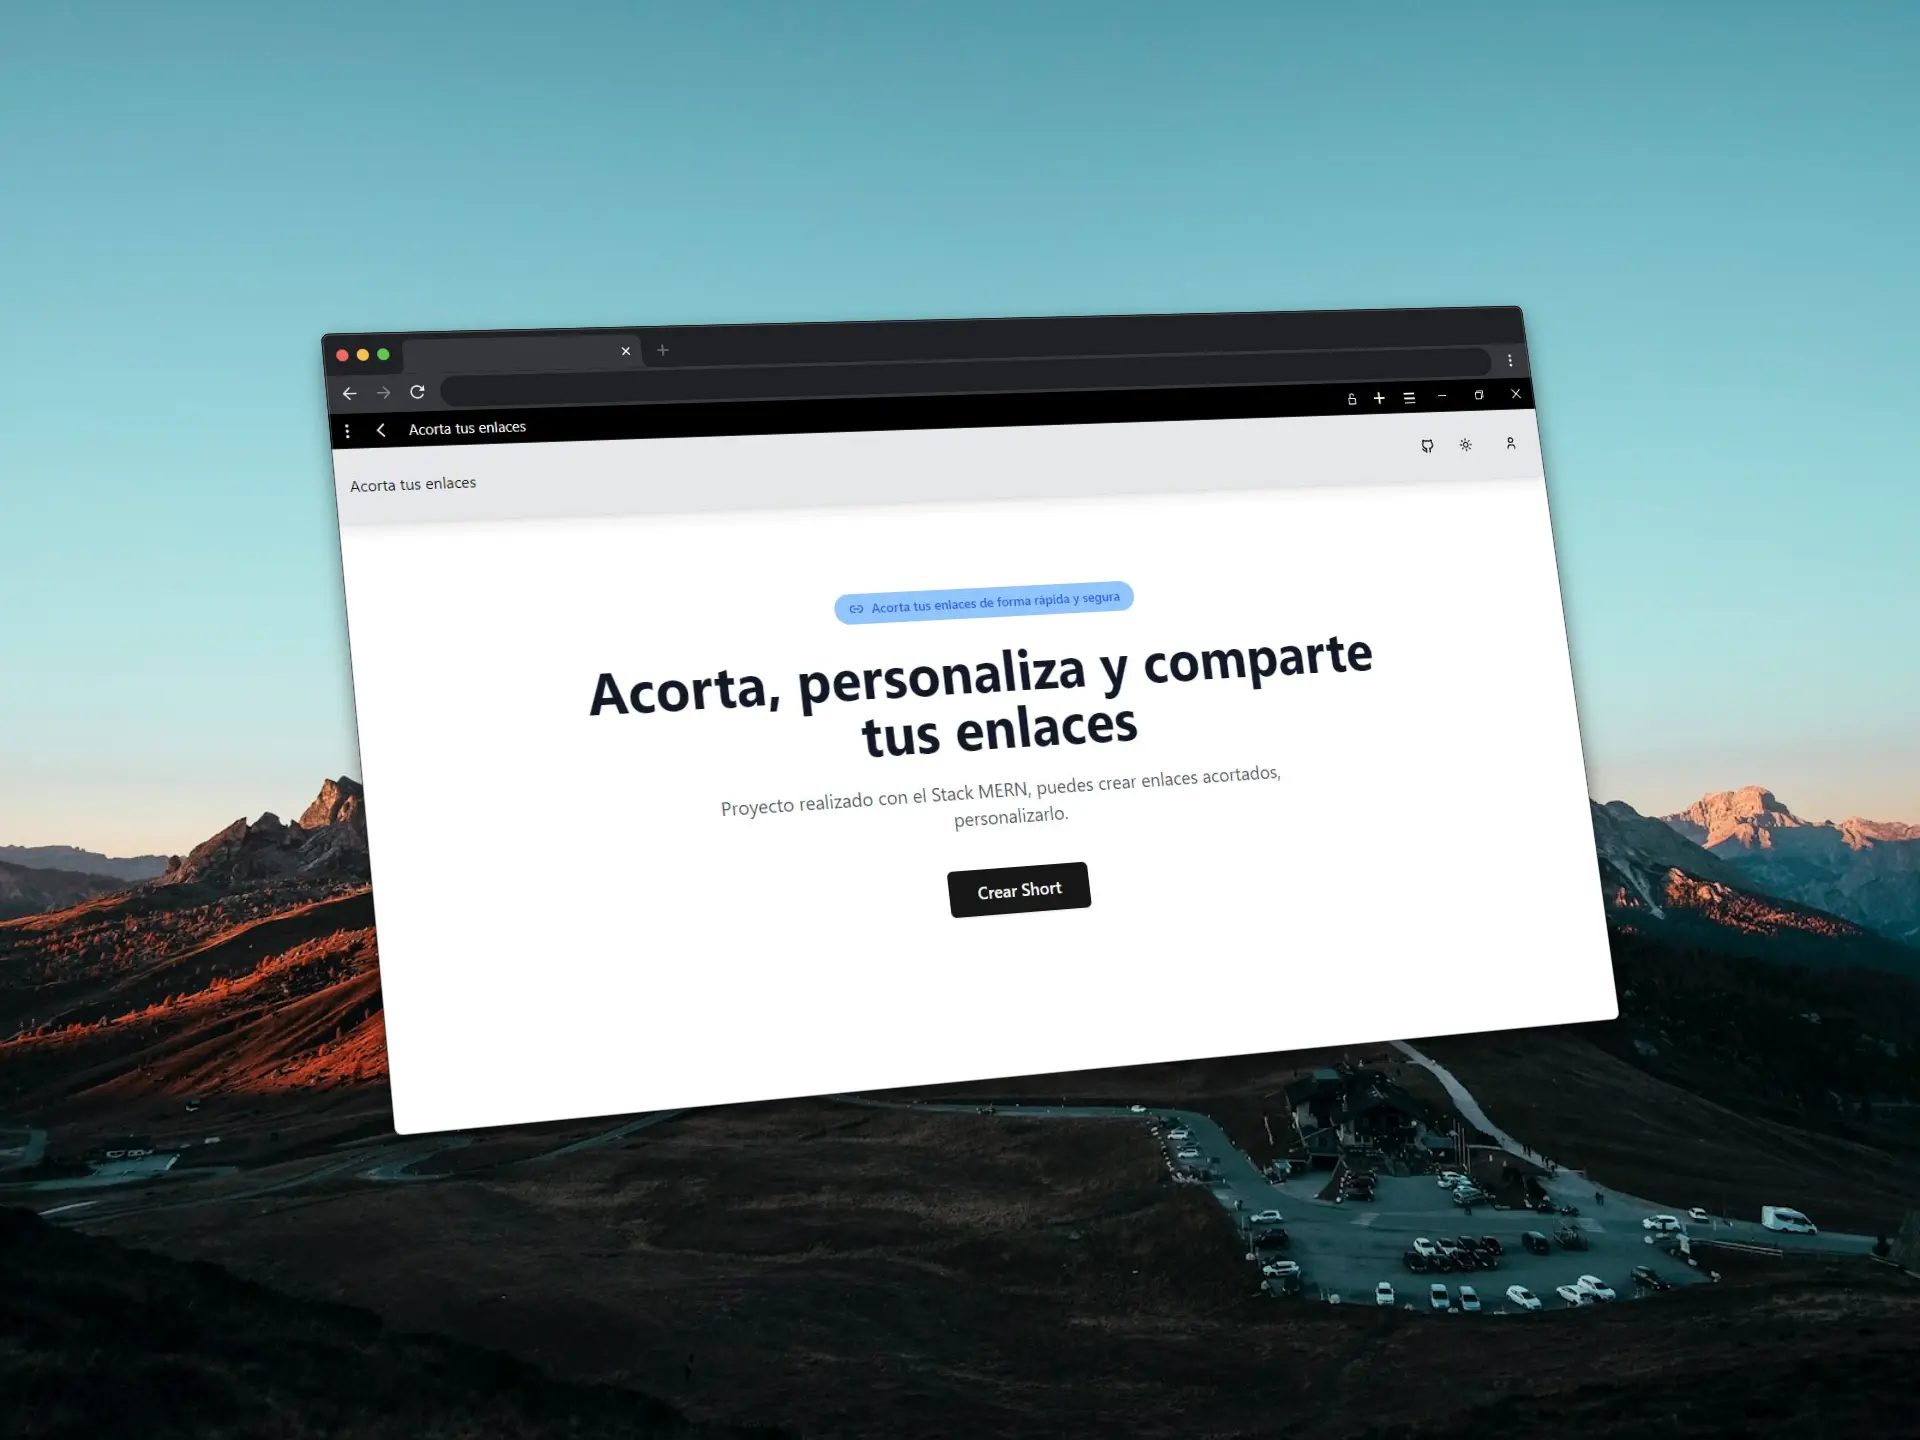 Acorta tus enlaces
Acorta tus enlaces
Acorta tus enlaces de forma rápida y segura
Acorta, personaliza y comparte
tus enlaces
Proyecto realizado con el Stack MERN, puedes crear enlaces acortados,
personalizarlo.
Crear Short